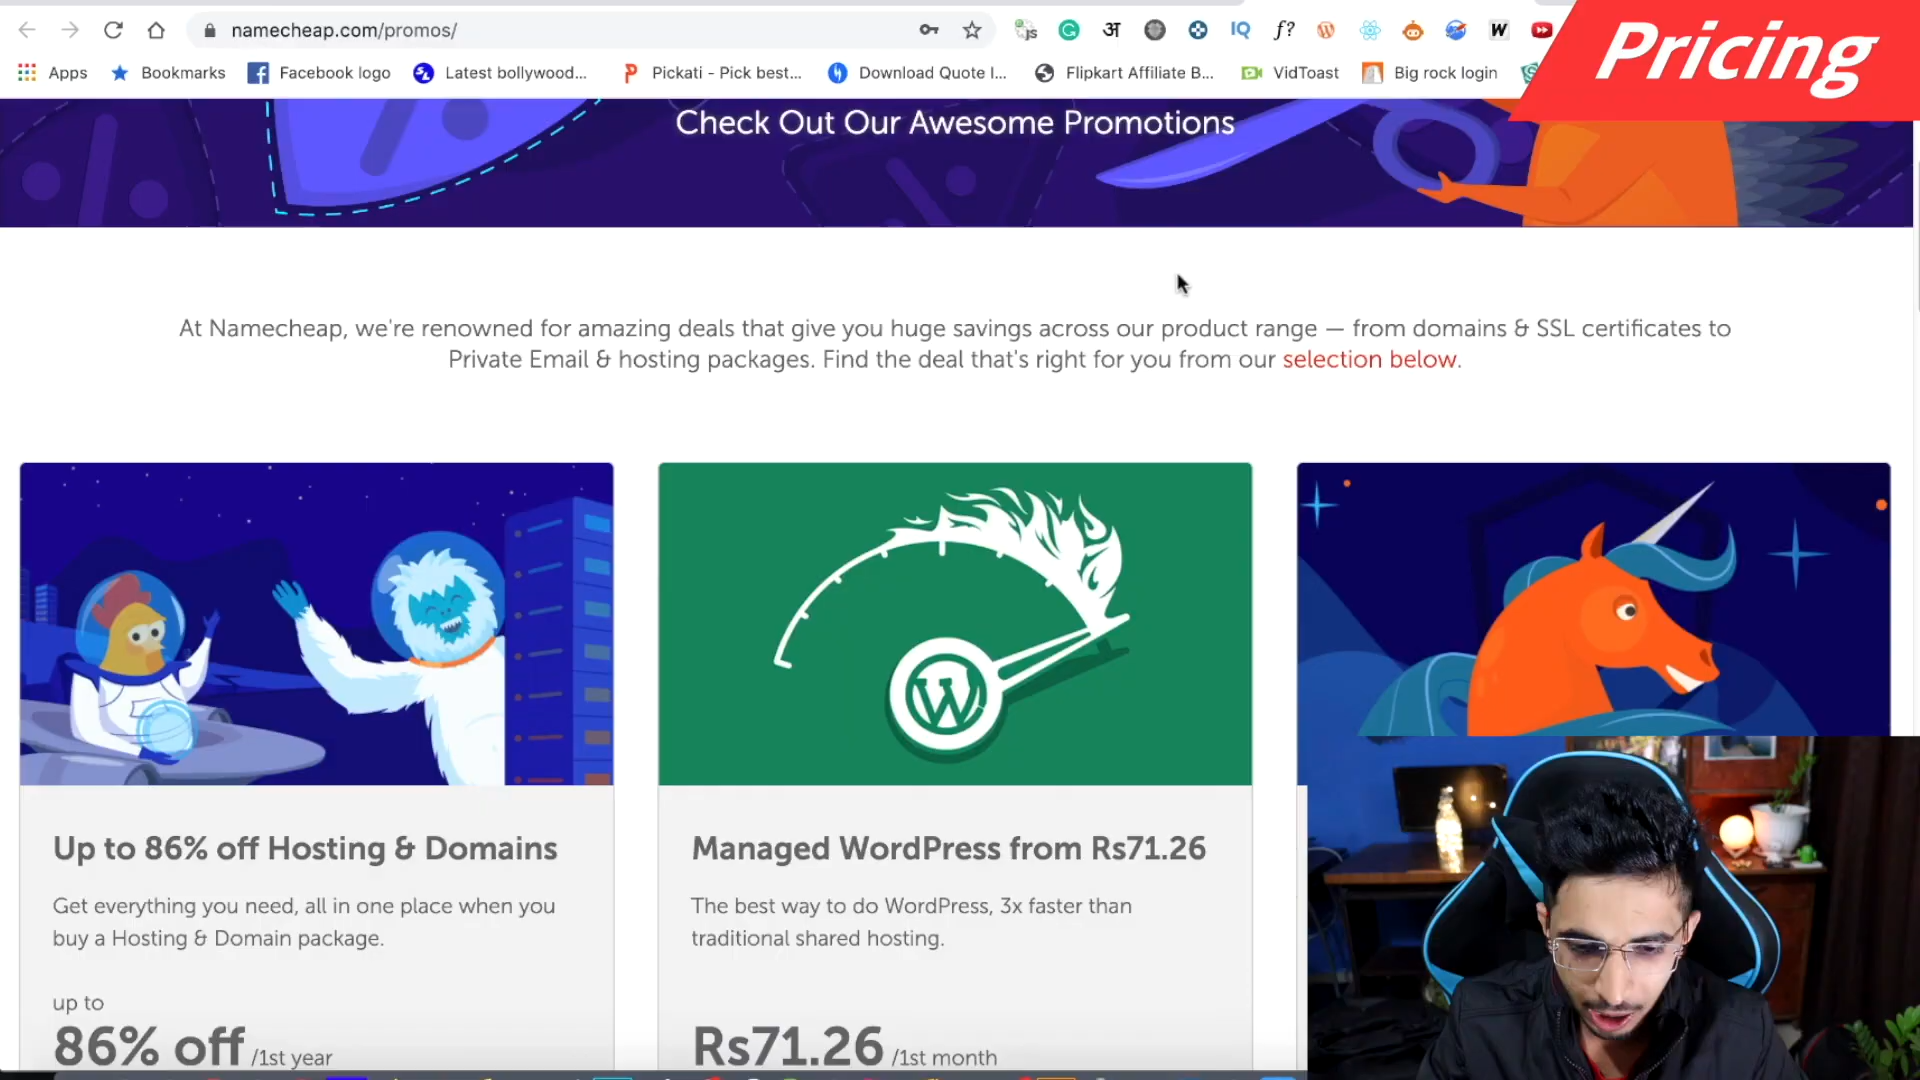 namecheap.com/promos/
JS
अ
IQ
f?
W
Pricing
Apps
Bookmarks
Facebook logo
Latest bollywood...
Pickati - Pick best...
Download Quote I...
Flipkart Affiliate B...
VidToast
Big rock login
Check Out Our Awesome Promotions
At Namecheap, we're renowned for amazing deals that give you huge savings across our product range — from domains & SSL certificates to
Private Email & hosting packages. Find the deal that's right for you from our selection below.
Up to 86% off Hosting & Domains
Get everything you need, all in one place when you
buy a Hosting & Domain package.
up to
86% off /1st year
Managed WordPress from Rs71.26
The best way to do WordPress, 3x faster than
traditional shared hosting.
Rs71.26 /1st month